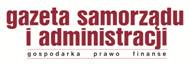 gazeta samorządu
i administracji
gospodarka prawo finanse